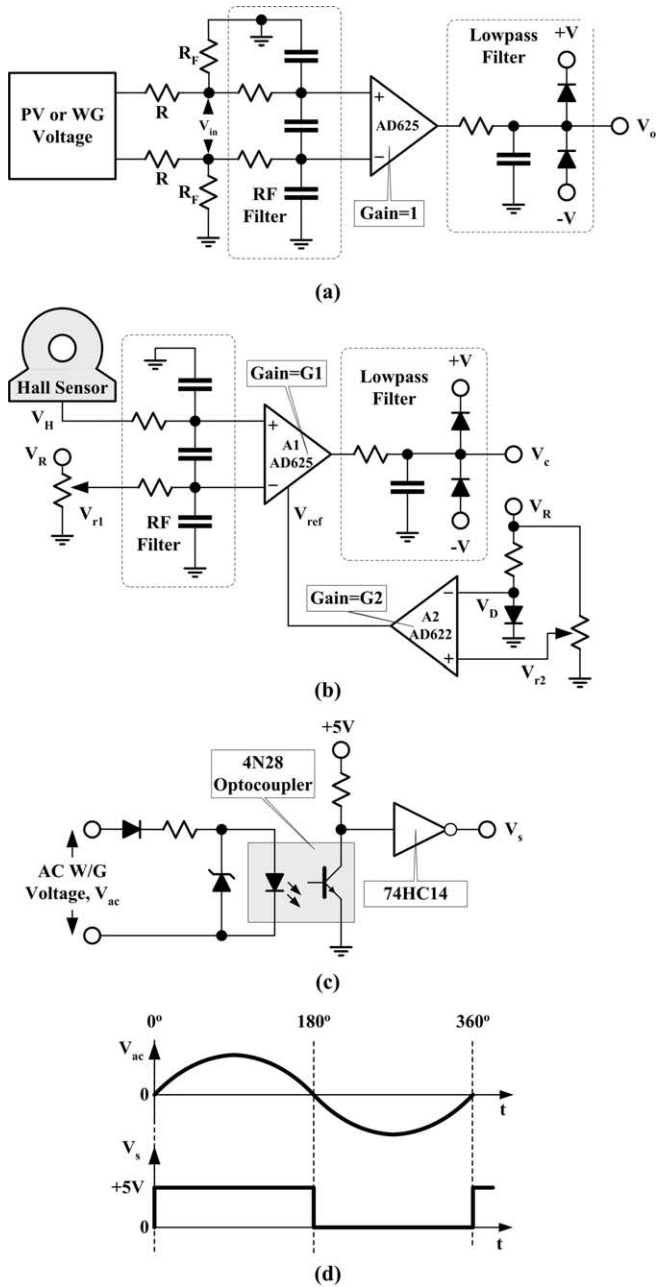 Lowpass
Filter
+V
R_F
PV or WG
Voltage
R
V_in
+
AD625
−
V_o
R
R_F
RF
Filter
Gain=1
-V
(a)
Hall Sensor
Gain=G1
Lowpass
Filter
+V
V_H
+
A1
AD625
−
V_c
V_R
V_r1
RF
Filter
V_ref
-V
V_R
Gain=G2
A2
AD622
−
+
V_D
V_r2
(b)
+5V
4N28
Optocoupler
AC W/G
Voltage, V_ac
V_s
74HC14
(c)
0° 180° 360°
V_ac
0
t
V_s
+5V
0
t
(d)